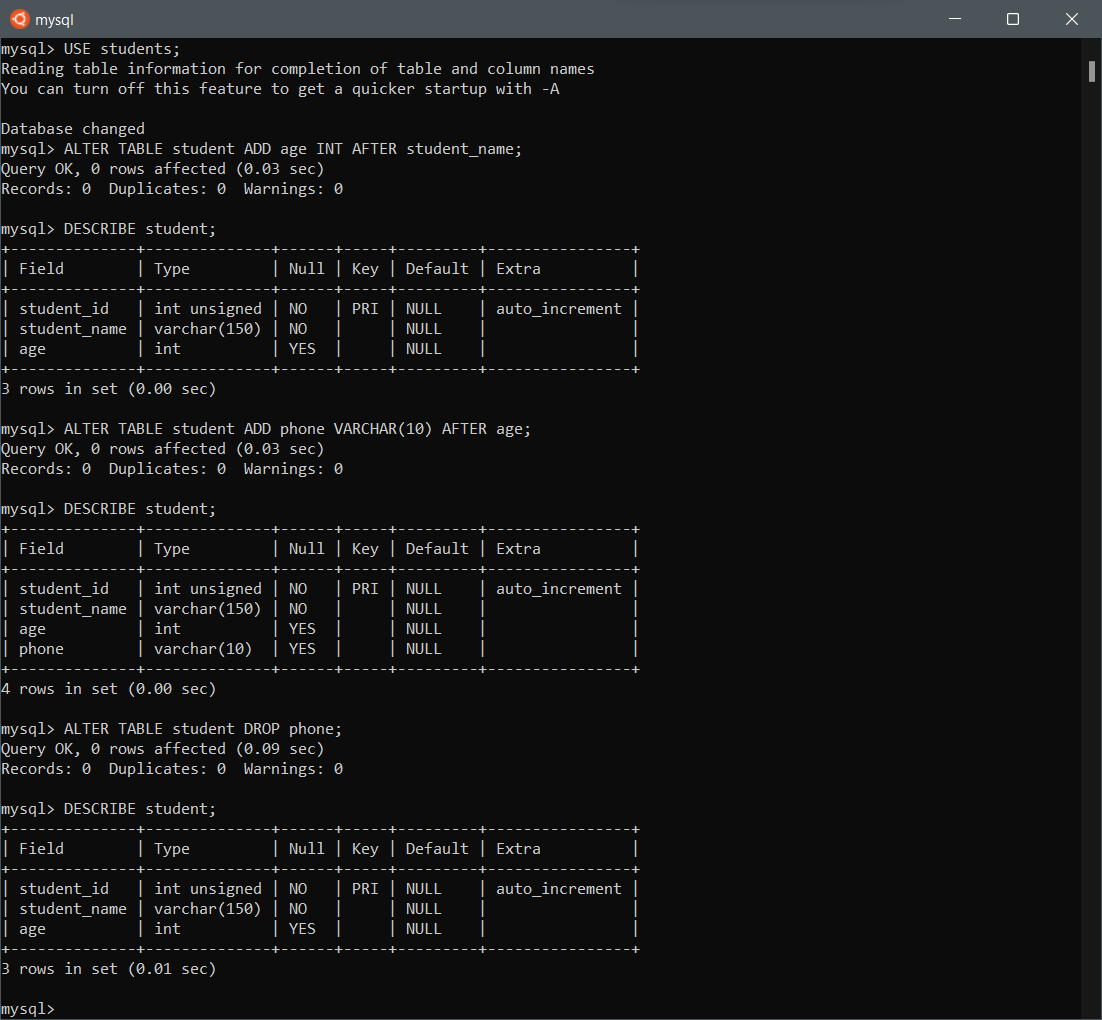 mysql
mysql> USE students;
Reading table information for completion of table and column names
You can turn off this feature to get a quicker startup with -A

Database changed
mysql> ALTER TABLE student ADD age INT AFTER student_name;
Query OK, 0 rows affected (0.03 sec)
Records: 0  Duplicates: 0  Warnings: 0

mysql> DESCRIBE student;
+--------------+--------------+------+-----+---------+----------------+
| Field        | Type         | Null | Key | Default | Extra          |
+--------------+--------------+------+-----+---------+----------------+
| student_id   | int unsigned | NO   | PRI | NULL    | auto_increment |
| student_name | varchar(150) | NO   |     | NULL    |                |
| age          | int          | YES  |     | NULL    |                |
+--------------+--------------+------+-----+---------+----------------+
3 rows in set (0.00 sec)

mysql> ALTER TABLE student ADD phone VARCHAR(10) AFTER age;
Query OK, 0 rows affected (0.03 sec)
Records: 0  Duplicates: 0  Warnings: 0

mysql> DESCRIBE student;
+--------------+--------------+------+-----+---------+----------------+
| Field        | Type         | Null | Key | Default | Extra          |
+--------------+--------------+------+-----+---------+----------------+
| student_id   | int unsigned | NO   | PRI | NULL    | auto_increment |
| student_name | varchar(150) | NO   |     | NULL    |                |
| age          | int          | YES  |     | NULL    |                |
| phone        | varchar(10)  | YES  |     | NULL    |                |
+--------------+--------------+------+-----+---------+----------------+
4 rows in set (0.00 sec)

mysql> ALTER TABLE student DROP phone;
Query OK, 0 rows affected (0.09 sec)
Records: 0  Duplicates: 0  Warnings: 0

mysql> DESCRIBE student;
+--------------+--------------+------+-----+---------+----------------+
| Field        | Type         | Null | Key | Default | Extra          |
+--------------+--------------+------+-----+---------+----------------+
| student_id   | int unsigned | NO   | PRI | NULL    | auto_increment |
| student_name | varchar(150) | NO   |     | NULL    |                |
| age          | int          | YES  |     | NULL    |                |
+--------------+--------------+------+-----+---------+----------------+
3 rows in set (0.01 sec)

mysql>